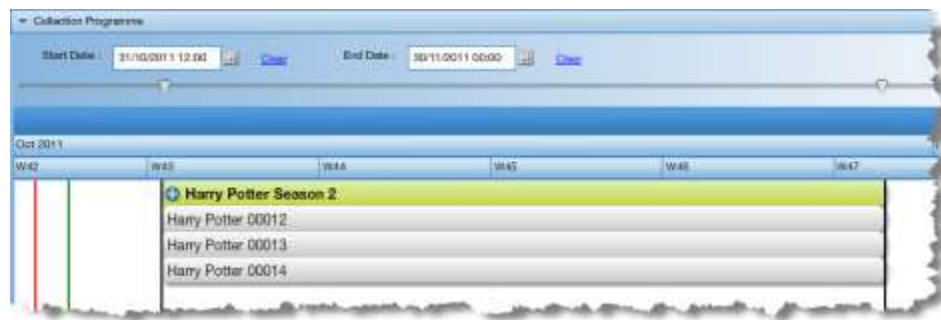 Collection Programme
Start Date : 31/10/2011 12:00 Clear End Date : 30/11/2011 00:00 Clear
Oct 2011
W42 W43 W44 W45 W46 W47
Harry Potter Season 2
Harry Potter 00012
Harry Potter 00013
Harry Potter 00014